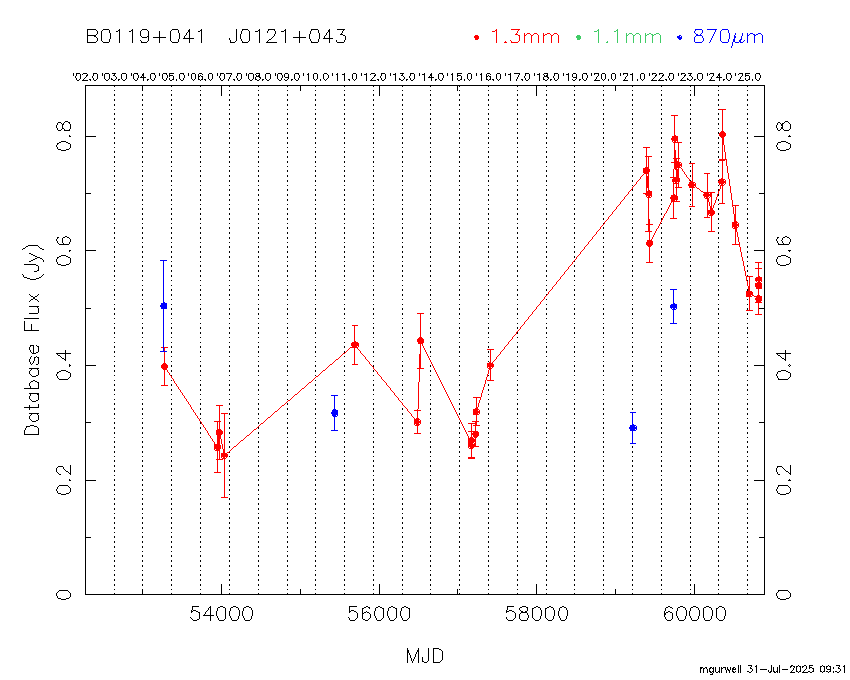 B0119+041 J0121+043 1.3mm 1.1mm 870μm
'02.0 '03.0 '04.0 '05.0 '06.0 '07.0 '08.0 '09.0 '10.0 '11.0 '12.0 '13.0 '14.0 '15.0 '16.0 '17.0 '18.0 '19.0 '20.0 '21.0 '22.0 '23.0 '24.0 '25.0
0.8 0.8
0.6 0.6
Database Flux (Jy)
0.4 0.4
0.2 0.2
0 0
54000 56000 58000 60000
MJD
mgurwell 31-Jul-2025 09:31